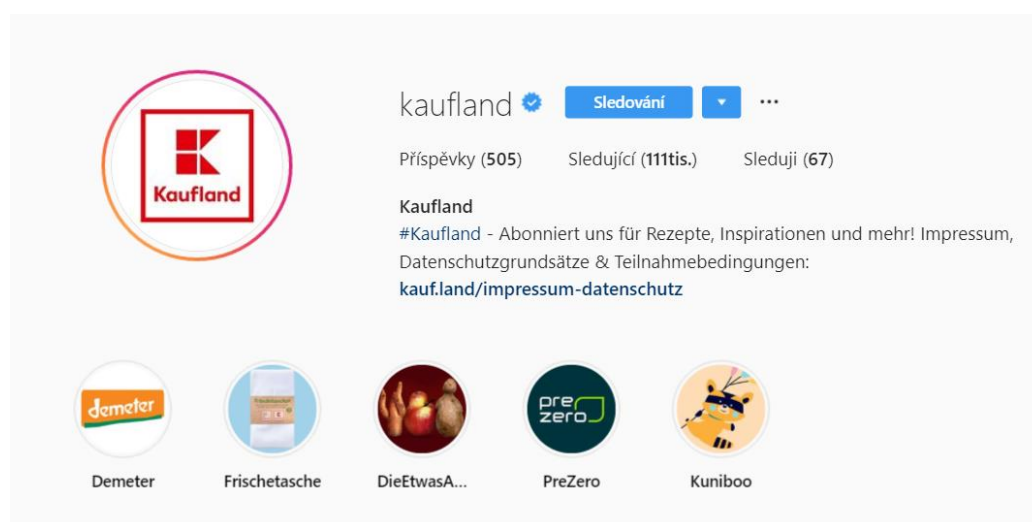 kaufland
Sledování
Příspěvky (505) Sledující (111tis.) Sleduji (67)
Kaufland
#Kaufland - Abonniert uns für Rezepte, Inspirationen und mehr! Impressum,
Datenschutzgrundsätze & Teilnahmebedingungen:
kauf.land/impressum-datenschutz
Kaufland
demeter
pre
zero
Demeter Frischetasche DieEtwasA... PreZero Kuniboo